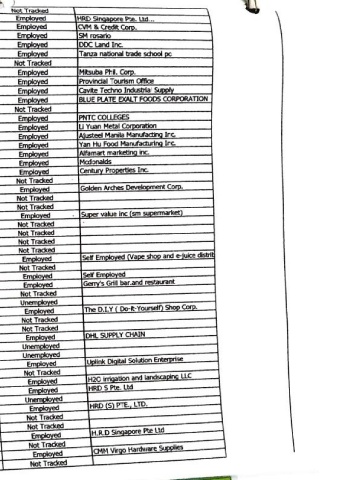 Not Tracked
Employed HRD Singapore Pte. Ltd...
Employed CVM & Credit Corp.
Employed SM rosario
Employed DDC Land Inc.
Employed Tanza national trade school pc
Not Tracked
Employed Mitsuba Phil. Corp.
Employed Provincial Tourism Office
Employed Cavite Techno Industrial Supply
Employed BLUE PLATE EXALT FOODS CORPORATION
Not Tracked
Employed PNTC COLLEGES
Employed Li Yuan Metal Corporation
Employed Ajusteel Manila Manufacting Irc.
Employed Yan Hu Food Manufacturing Irc.
Employed Alfamart marketing inc.
Employed Mcdonalds
Employed Century Properties Inc.
Not Tracked
Employed Golden Arches Development Corp.
Not Tracked
Not Tracked
Employed Super value inc (sm supermarket)
Not Tracked
Not Tracked
Not Tracked
Not Tracked
Employed Self Employed (Vape shop and e-juice distrit
Not Tracked
Employed Self Employed
Employed Gerry's Grill bar.and restaurant
Not Tracked
Unemployed
Employed The D.I.Y ( Do-it-Yourself) Shop Corp.
Not Tracked
Not Tracked
Employed DHL SUPPLY CHAIN
Unemployed
Unemployed
Employed Uplink Digital Solution Enterprise
Not Tracked
Employed H2O irrigation and landscaping LLC
Employed HRD S Pte. Ltd
Unemployed
Employed HRD (S) PTE., LTD.
Not Tracked
Not Tracked
Employed H.R.D Singapore Pte Ltd
Not Tracked
Employed CMM Virgo Hardware Supplies
Not Tracked